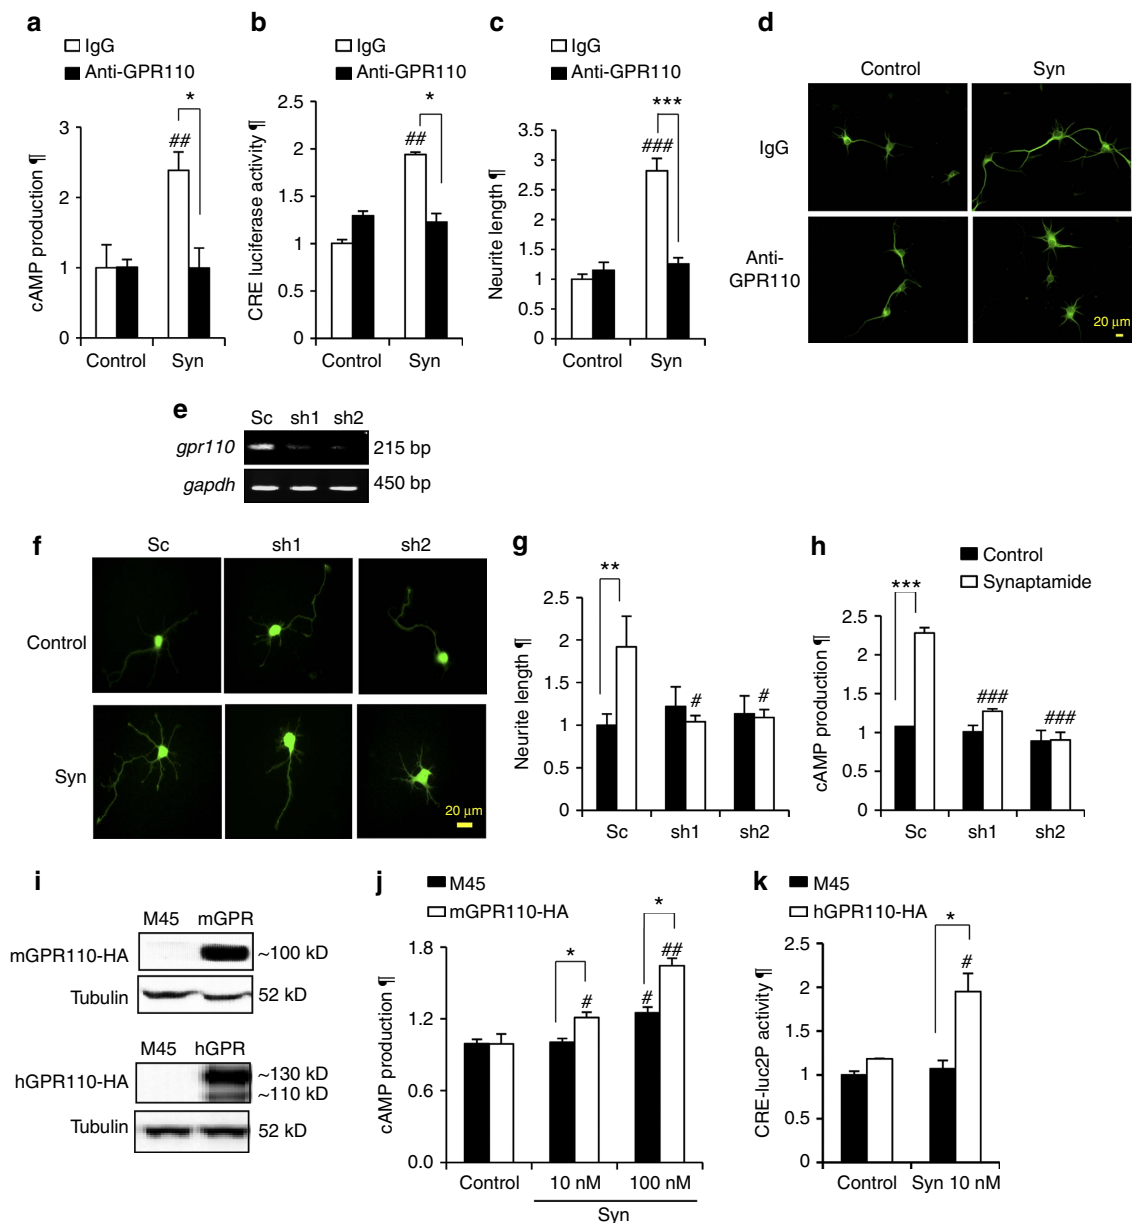 a
IgG
Anti-GPR110
cAMP production ¶
3
2
1
0
##
*
Control
Syn
b
IgG
Anti-GPR110
CRE luciferase activity ¶
2.5
2
1.5
1
0.5
0
##
*
Control
Syn
c
IgG
Anti-GPR110
Neurite length ¶
3.5
3
2.5
2
1.5
1
0.5
0
###
***
Control
Syn
d
Control
Syn
IgG
Anti-
GPR110
20 µm
e
Sc sh1 sh2
gpr110
215 bp
gapdh
450 bp
f
Sc
sh1
sh2
Control
Syn
20 µm
g
Neurite length ¶
2.5
2
1.5
1
0.5
0
**
#
#
Sc
sh1
sh2
h
Control
Synaptamide
cAMP production ¶
2.5
2
1.5
1
0.5
0
***
###
###
Sc
sh1
sh2
i
M45 mGPR
mGPR110-HA
~100 kD
Tubulin
52 kD
M45 hGPR
hGPR110-HA
~130 kD
~110 kD
Tubulin
52 kD
j
M45
mGPR110-HA
cAMP production ¶
1.8
1.2
0.6
0.0
*
#
*
#
##
Control
10 nM
100 nM
Syn
k
M45
hGPR110-HA
CRE-luc2P activity ¶
2.5
2
1.5
1
0.5
0
*
#
Control
Syn 10 nM